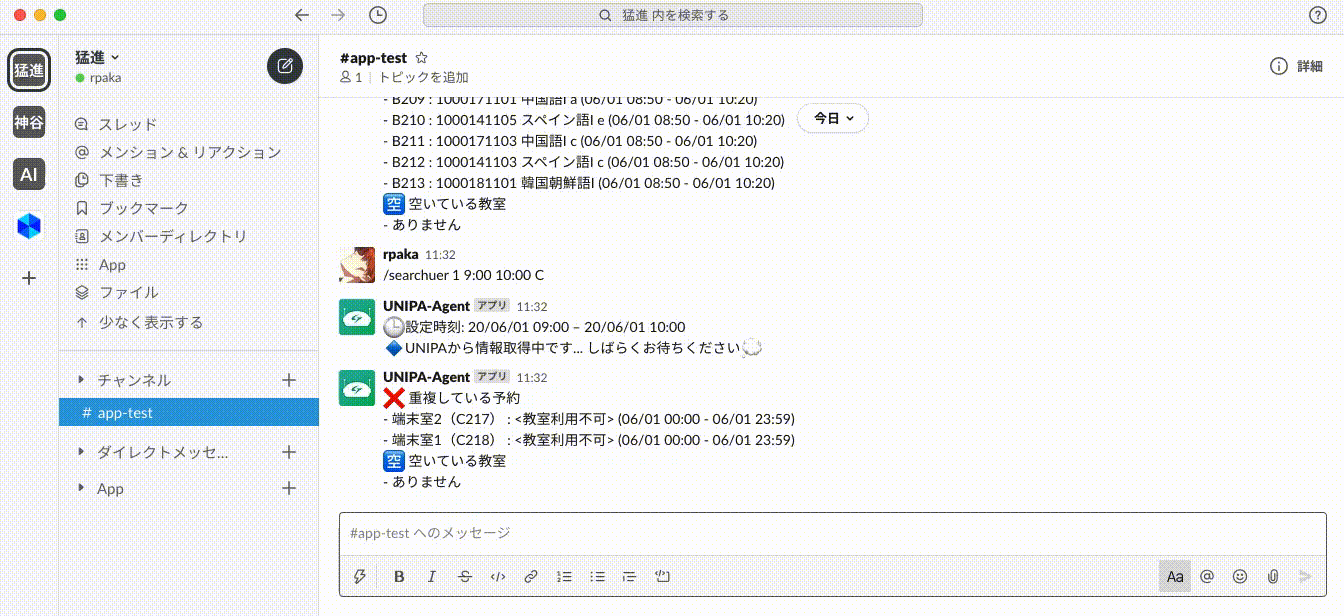 猛進 内を検索する
猛進
神谷
AI
猛進
rpaka
スレッド
メンション & リアクション
下書き
ブックマーク
メンバーディレクトリ
App
ファイル
少なく表示する
チャンネル
# app-test
ダイレクトメッセ...
App
#app-test
1 | トピックを追加
詳細
今日
- B209 : 1000171101 中国語I a (06/01 08:50 - 06/01 10:20)
- B210 : 1000141105 スペイン語I e (06/01 08:50 - 06/01 10:20)
- B211 : 1000171103 中国語I c (06/01 08:50 - 06/01 10:20)
- B212 : 1000141103 スペイン語I c (06/01 08:50 - 06/01 10:20)
- B213 : 1000181101 韓国朝鮮語I (06/01 08:50 - 06/01 10:20)
🈳 空いている教室
- ありません
rpaka 11:32
/searchuer 1 9:00 10:00 C
UNIPA-Agent アプリ 11:32
設定時刻: 20/06/01 09:00 – 20/06/01 10:00
UNIPAから情報取得中です... しばらくお待ちください
UNIPA-Agent アプリ 11:32
重複している予約
- 端末室2（C217） : <教室利用不可> (06/01 00:00 - 06/01 23:59)
- 端末室1（C218） : <教室利用不可> (06/01 00:00 - 06/01 23:59)
🈳 空いている教室
- ありません
#app-test へのメッセージ
B I S
Aa